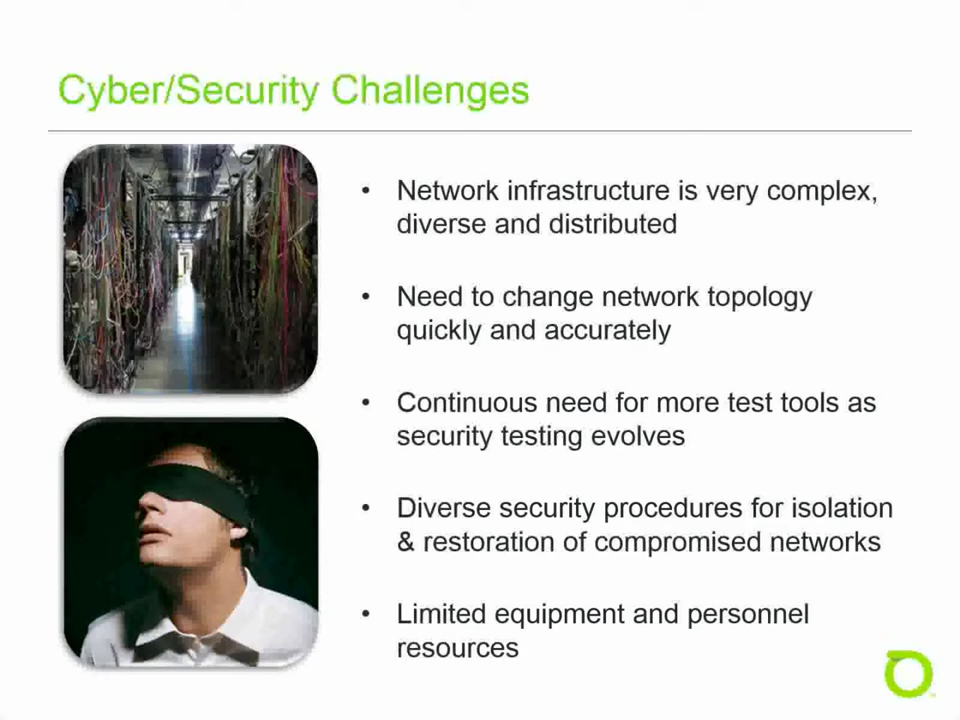 Cyber/Security Challenges
• Network infrastructure is very complex,
diverse and distributed
• Need to change network topology
quickly and accurately
• Continuous need for more test tools as
security testing evolves
• Diverse security procedures for isolation
& restoration of compromised networks
• Limited equipment and personnel
resources